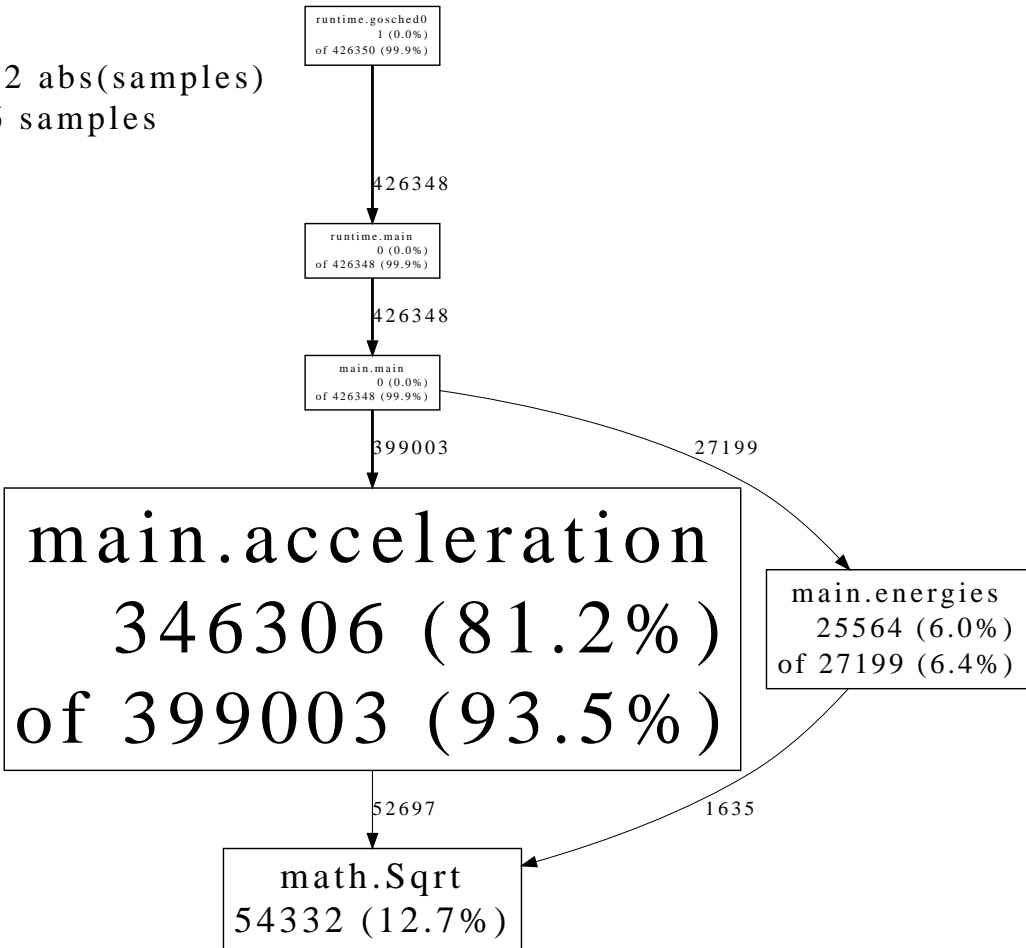 runtime.gosched0
1 (0.0%)
of 426350 (99.9%)
2 abs(samples)
samples
426348
runtime.main
0 (0.0%)
of 426348 (99.9%)
426348
main.main
0 (0.0%)
of 426348 (99.9%)
399003
27199
main.acceleration
346306 (81.2%)
of 399003 (93.5%)
main.energies
25564 (6.0%)
of 27199 (6.4%)
52697
1635
math.Sqrt
54332 (12.7%)